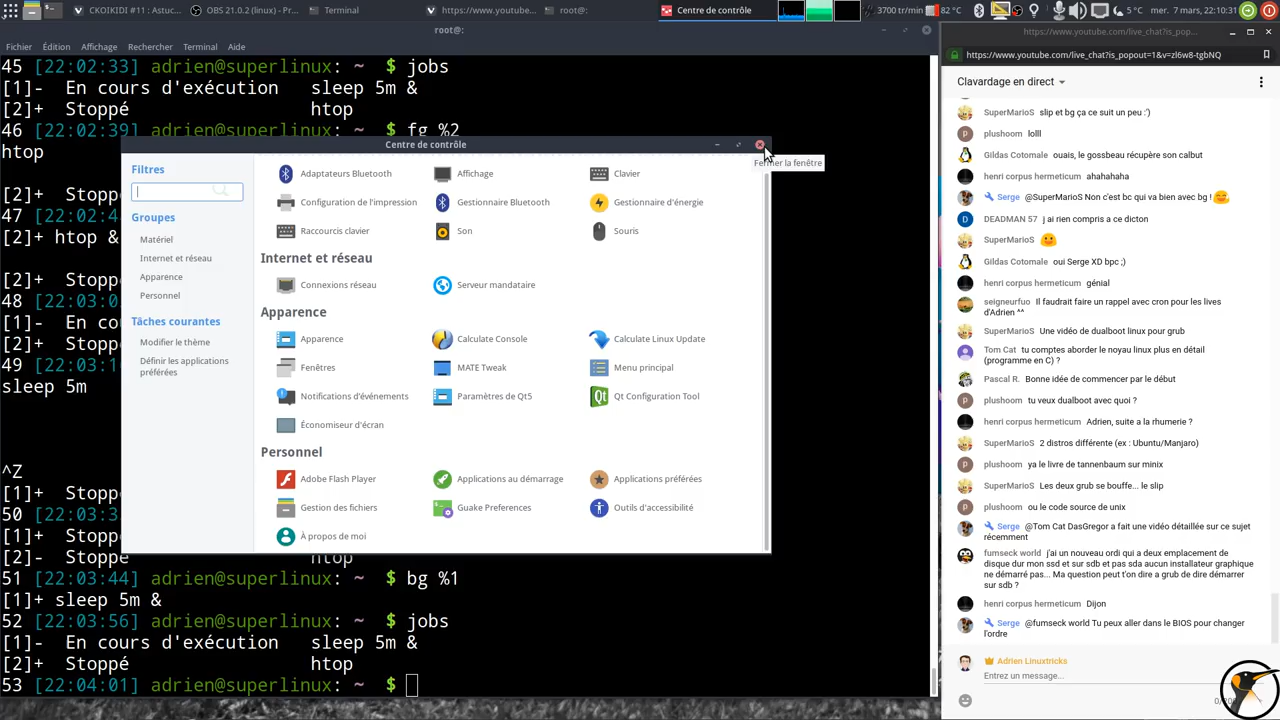 CKOIKIDI #11 : Astuc...
OBS 21.0.2 (linux) - Pr...
Terminal
https://www.youtube...
root@:
Centre de contrôle
3700 tr/min
82 °C
5 °C
mer. 7 mars, 22:10:31
root@:
Fichier Édition Affichage Rechercher Terminal Aide
45 [22:02:33] adrien@superlinux: ~ $ jobs
[1]- En cours d'exécution sleep 5m &
[2]+ Stoppé htop
46 [22:02:39] adrien@superlinux: ~ $ fg %2
htop
[2]+ Stopp
47 [22:02:4
[2]+ htop &
[2]+ Stopp
48 [22:03:0
[1]- En co
[2]+ Stopp
49 [22:03:1
sleep 5m
^Z
[1]+ Stopp
50 [22:03:3
[1]+ Stopp
[2]- Stoppé htop
51 [22:03:44] adrien@superlinux: ~ $ bg %1
[1]+ sleep 5m &
52 [22:03:56] adrien@superlinux: ~ $ jobs
[1]- En cours d'exécution sleep 5m &
[2]+ Stoppé htop
53 [22:04:01] adrien@superlinux: ~ $
Centre de contrôle
Fermer la fenêtre
Filtres
Groupes
Matériel
Internet et réseau
Apparence
Personnel
Tâches courantes
Modifier le thème
Définir les applications
préférées
Adaptateurs Bluetooth Affichage Clavier
Configuration de l'impression Gestionnaire Bluetooth Gestionnaire d'énergie
Raccourcis clavier Son Souris
Internet et réseau
Connexions réseau Serveur mandataire
Apparence
Apparence Calculate Console Calculate Linux Update
Fenêtres MATE Tweak Menu principal
Notifications d'événements Paramètres de Qt5 Qt Configuration Tool
Économiseur d'écran
Personnel
Adobe Flash Player Applications au démarrage Applications préférées
Gestion des fichiers Guake Preferences Outils d'accessibilité
À propos de moi
https://www.youtube.com/live_chat?is_pop...
https://www.youtube.com/live_chat?is_popout=1&v=zl6w8-tgbNQ
Clavardage en direct
SuperMarioS slip et bg ça ce suit un peu :')
plushoom lolll
Gildas Cotomale ouais, le gossbeau récupère son calbut
henri corpus hermeticum ahahahaha
Serge @SuperMarioS Non c'est bc qui va bien avec bg !
DEADMAN 57 j ai rien compris a ce dicton
SuperMarioS
Gildas Cotomale oui Serge XD bpc ;)
henri corpus hermeticum génial
seigneurfuo Il faudrait faire un rappel avec cron pour les lives
d'Adrien ^^
SuperMarioS Une vidéo de dualboot linux pour grub
Tom Cat tu comptes aborder le noyau linux plus en détail
(programme en C) ?
Pascal R. Bonne idée de commencer par le début
plushoom tu veux dualboot avec quoi ?
henri corpus hermeticum Adrien, suite a la rhumerie ?
SuperMarioS 2 distros différente (ex : Ubuntu/Manjaro)
plushoom ya le livre de tannenbaum sur minix
SuperMarioS Les deux grub se bouffe... le slip
plushoom ou le code source de unix
Serge @Tom Cat DasGregor a fait une vidéo détaillée sur ce sujet
récemment
fumseck world j'ai un nouveau ordi qui a deux emplacement de
disque dur mon ssd et sur sdb et pas sda aucun installateur graphique
ne démarré pas... Ma question peut t'on dire a grub de dire démarrer
sur sdb ?
henri corpus hermeticum Dijon
Serge @fumseck world Tu peux aller dans le BIOS pour changer
l'ordre
Adrien Linuxtricks
Entrez un message...